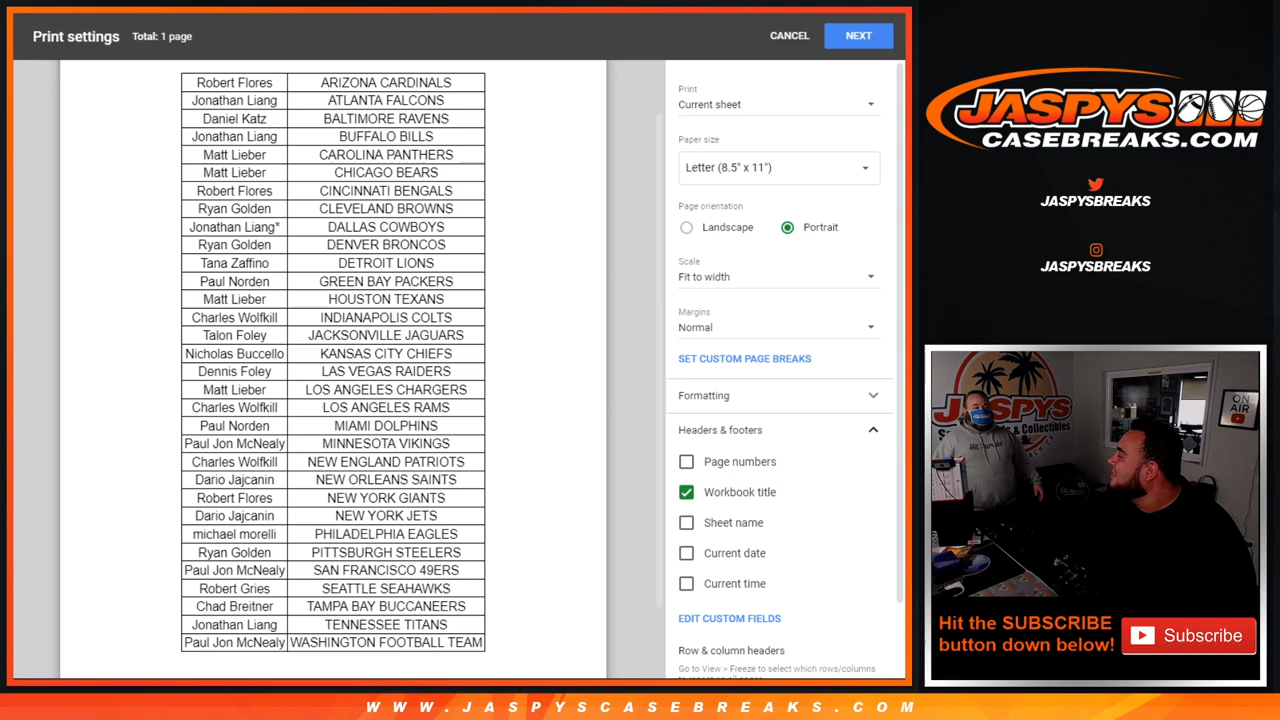 Print settings Total: 1 page CANCEL NEXT
Robert Flores ARIZONA CARDINALS
Jonathan Liang ATLANTA FALCONS
Daniel Katz BALTIMORE RAVENS
Jonathan Liang BUFFALO BILLS
Matt Lieber CAROLINA PANTHERS
Matt Lieber CHICAGO BEARS
Robert Flores CINCINNATI BENGALS
Ryan Golden CLEVELAND BROWNS
Jonathan Liang* DALLAS COWBOYS
Ryan Golden DENVER BRONCOS
Tana Zaffino DETROIT LIONS
Paul Norden GREEN BAY PACKERS
Matt Lieber HOUSTON TEXANS
Charles Wolfkill INDIANAPOLIS COLTS
Talon Foley JACKSONVILLE JAGUARS
Nicholas Buccello KANSAS CITY CHIEFS
Dennis Foley LAS VEGAS RAIDERS
Matt Lieber LOS ANGELES CHARGERS
Charles Wolfkill LOS ANGELES RAMS
Paul Norden MIAMI DOLPHINS
Paul Jon McNealy MINNESOTA VIKINGS
Charles Wolfkill NEW ENGLAND PATRIOTS
Dario Jajcanin NEW ORLEANS SAINTS
Robert Flores NEW YORK GIANTS
Dario Jajcanin NEW YORK JETS
michael morelli PHILADELPHIA EAGLES
Ryan Golden PITTSBURGH STEELERS
Paul Jon McNealy SAN FRANCISCO 49ERS
Robert Gries SEATTLE SEAHAWKS
Chad Breitner TAMPA BAY BUCCANEERS
Jonathan Liang TENNESSEE TITANS
Paul Jon McNealy WASHINGTON FOOTBALL TEAM
Print
Current sheet
Paper size
Letter (8.5" x 11")
Page orientation
Landscape Portrait
Scale
Fit to width
Margins
Normal
SET CUSTOM PAGE BREAKS
Formatting
Headers & footers
Page numbers
Workbook title
Sheet name
Current date
Current time
EDIT CUSTOM FIELDS
Row & column headers
Go to View > Freeze to select which rows/columns
JASPYS
CASEBREAKS.COM
JASPYSBREAKS
JASPYSBREAKS
JASPYS
ON
AIR
Hit the SUBSCRIBE
button down below!
Subscribe
WWW.JASPYSCASEBREAKS.COM